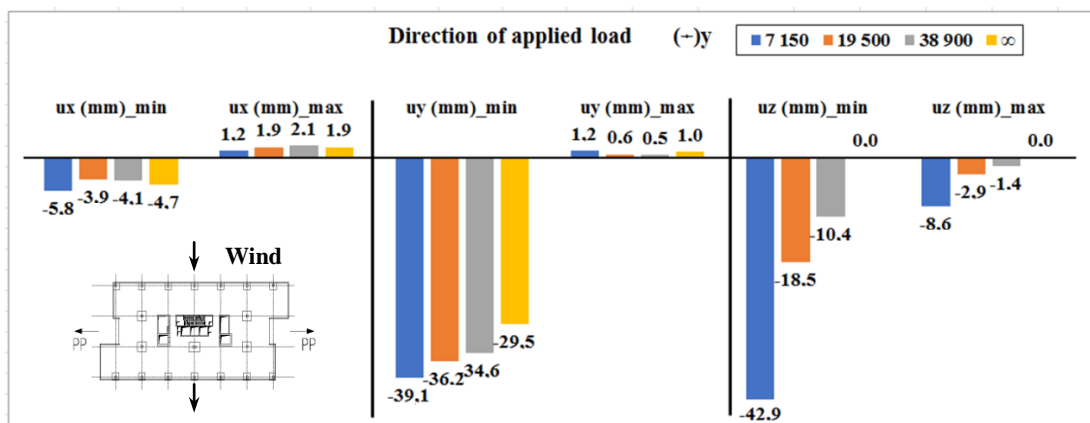 Direction of applied load (-)y
7 150 19 500 38 900 ∞
ux (mm)_min ux (mm)_max uy (mm)_min uy (mm)_max uz (mm)_min uz (mm)_max
1.2 1.9 2.1 1.9
1.2 0.6 0.5 1.0
0.0 0.0
-5.8 -3.9 -4.1 -4.7
-39.1 -36.2 -34.6 -29.5
-42.9 -18.5 -10.4
-8.6 -2.9 -1.4
Wind
PP PP